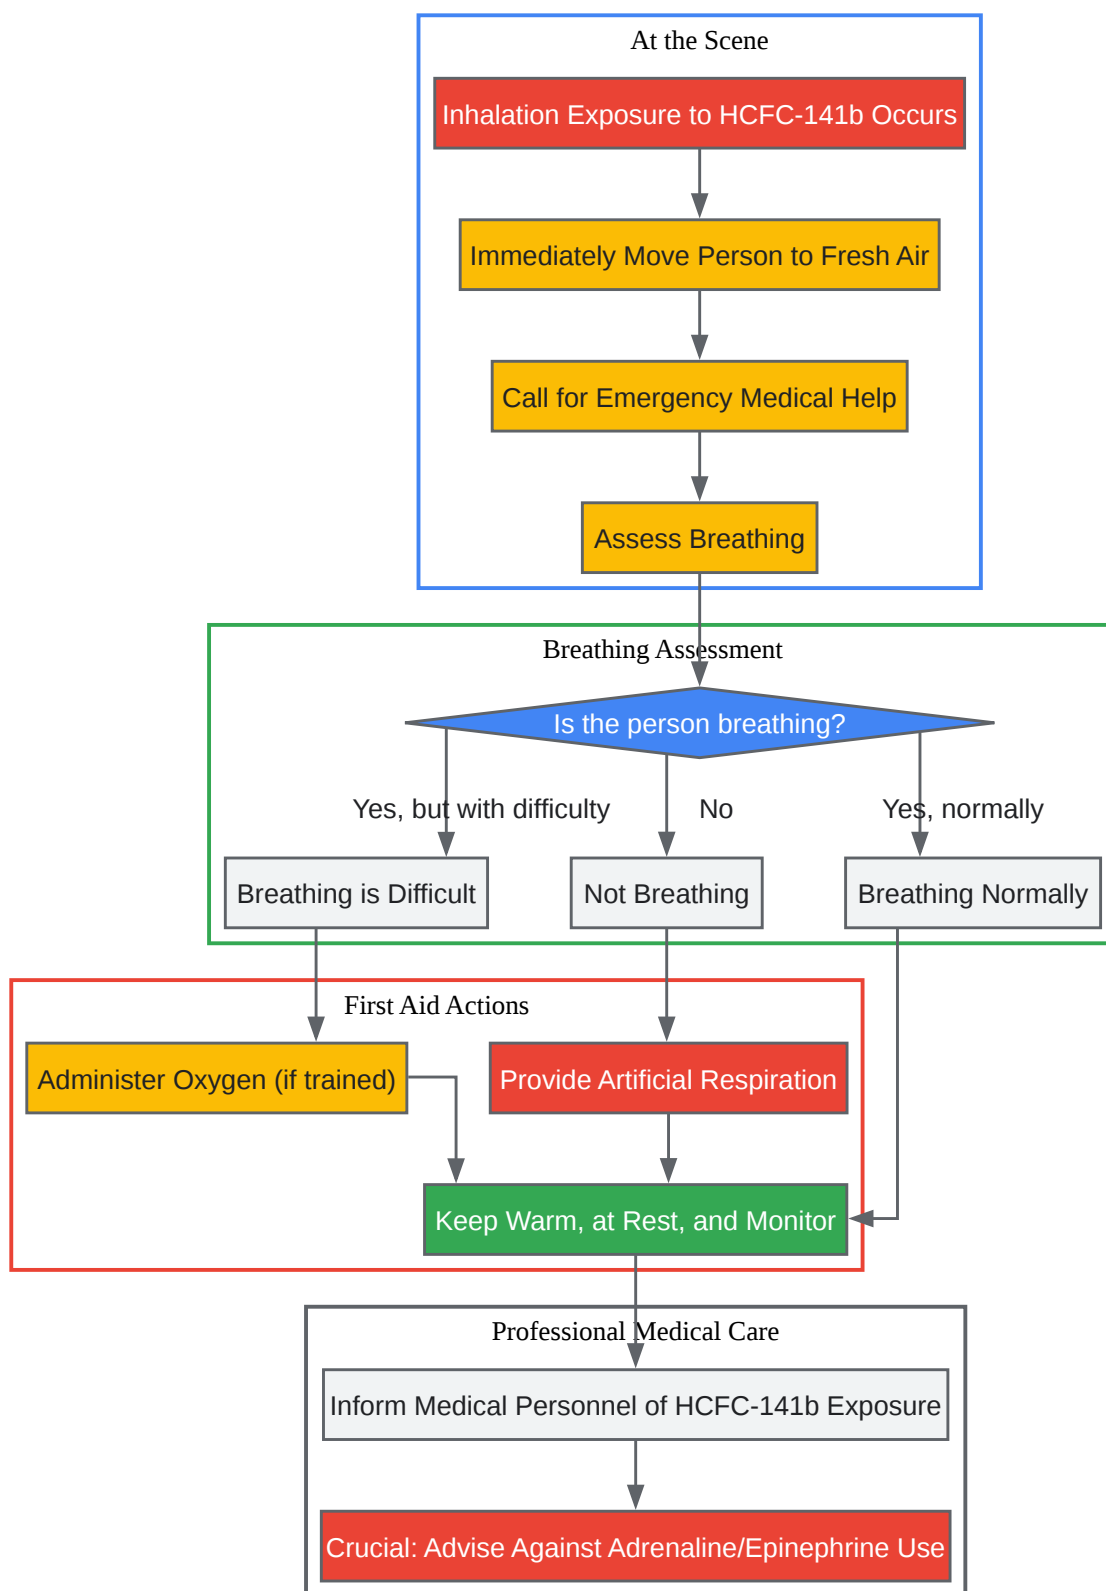 At the Scene
Inhalation Exposure to HCFC-141b Occurs
Immediately Move Person to Fresh Air
Call for Emergency Medical Help
Assess Breathing
Breathing Assessment
Is the person breathing?
Yes, but with difficulty
No
Yes, normally
Breathing is Difficult
Not Breathing
Breathing Normally
First Aid Actions
Administer Oxygen (if trained)
Provide Artificial Respiration
Keep Warm, at Rest, and Monitor
Professional Medical Care
Inform Medical Personnel of HCFC-141b Exposure
Crucial: Advise Against Adrenaline/Epinephrine Use